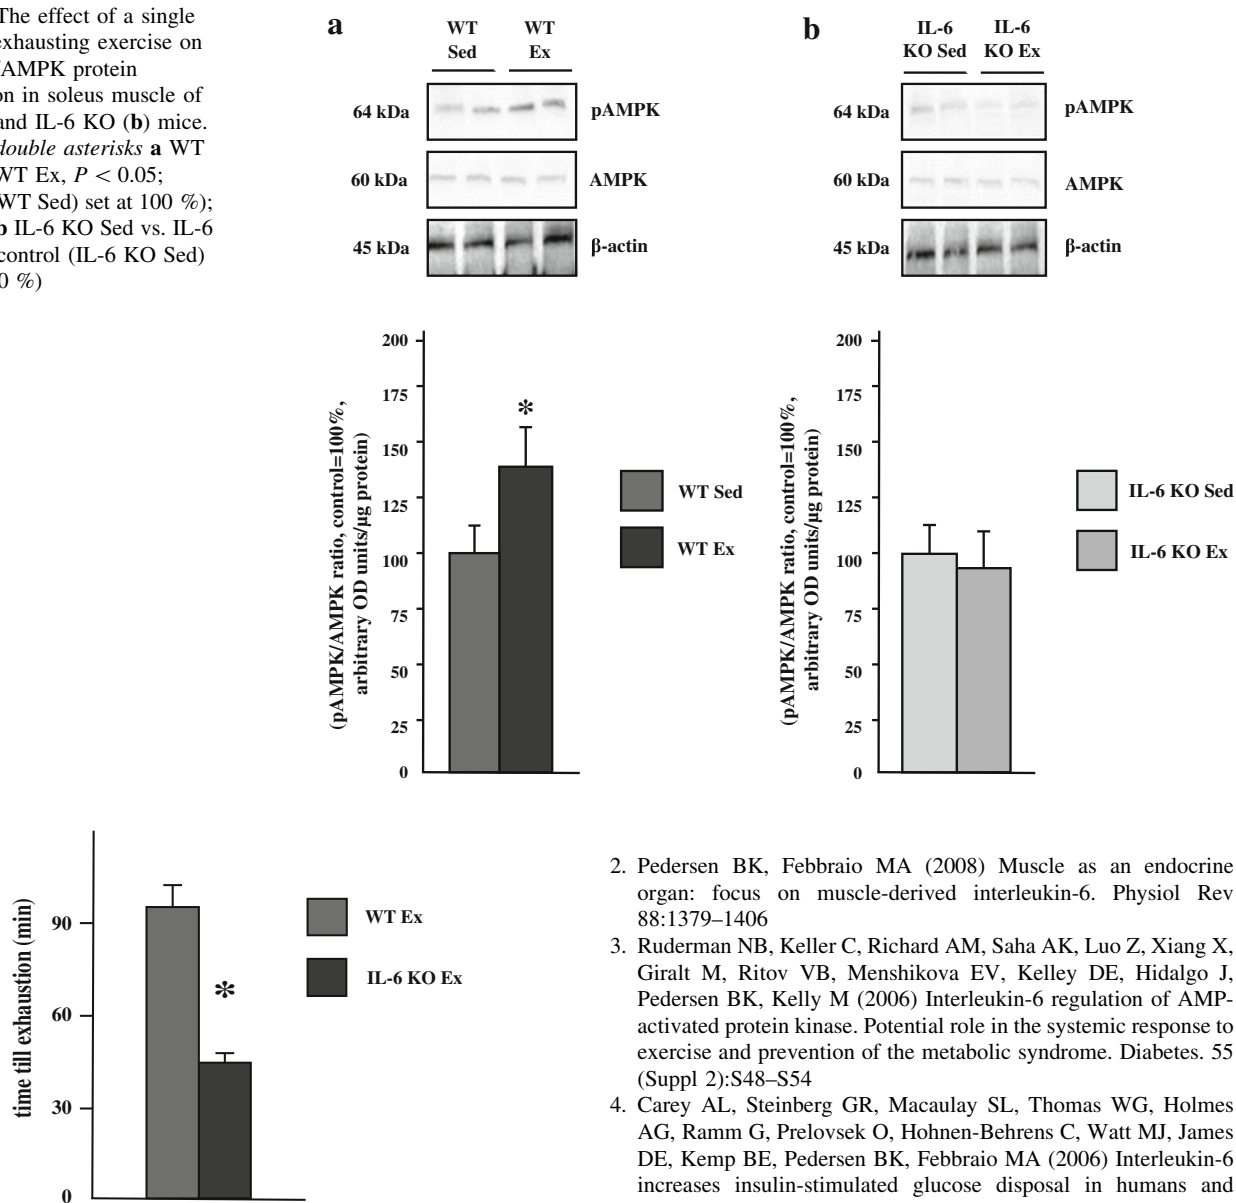 The effect of a single
exhausting exercise on
AMPK protein
on in soleus muscle of
and IL-6 KO (b) mice.
double asterisks a WT
WT Ex, P < 0.05;
WT Sed) set at 100 %);
b IL-6 KO Sed vs. IL-6
control (IL-6 KO Sed)
0 %)
a
WT
Sed
WT
Ex
64 kDa
pAMPK
60 kDa
AMPK
45 kDa
β-actin
(pAMPK/AMPK ratio, control=100%,
arbitrary OD units/µg protein)
200
175
150
125
100
75
50
25
0
*
WT Sed
WT Ex
b
IL-6
KO Sed
IL-6
KO Ex
64 kDa
pAMPK
60 kDa
AMPK
45 kDa
β-actin
(pAMPK/AMPK ratio, control=100%,
arbitrary OD units/µg protein)
200
175
150
125
100
75
50
25
0
IL-6 KO Sed
IL-6 KO Ex
time till exhaustion (min)
90
60
30
0
*
WT Ex
IL-6 KO Ex
2. Pedersen BK, Febbraio MA (2008) Muscle as an endocrine
organ: focus on muscle-derived interleukin-6. Physiol Rev
88:1379–1406
3. Ruderman NB, Keller C, Richard AM, Saha AK, Luo Z, Xiang X,
Giralt M, Ritov VB, Menshikova EV, Kelley DE, Hidalgo J,
Pedersen BK, Kelly M (2006) Interleukin-6 regulation of AMP-
activated protein kinase. Potential role in the systemic response to
exercise and prevention of the metabolic syndrome. Diabetes. 55
(Suppl 2):S48–S54
4. Carey AL, Steinberg GR, Macaulay SL, Thomas WG, Holmes
AG, Ramm G, Prelovsek O, Hohnen-Behrens C, Watt MJ, James
DE, Kemp BE, Pedersen BK, Febbraio MA (2006) Interleukin-6
increases insulin-stimulated glucose disposal in humans and